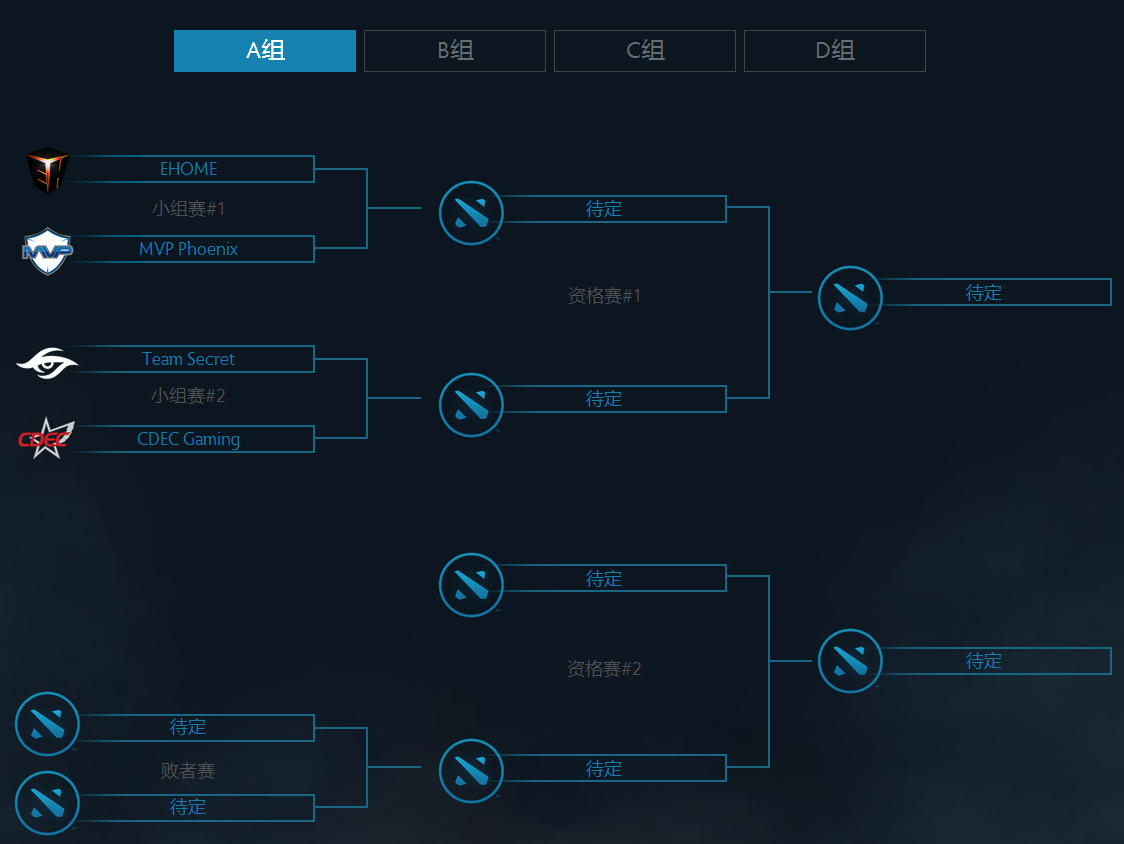 A组
B组
C组
D组
EHOME
小组赛#1
MVP
MVP Phoenix
待定
资格赛#1
待定
Team Secret
小组赛#2
待定
CDEC
CDEC Gaming
待定
资格赛#2
待定
待定
败者赛
待定
待定